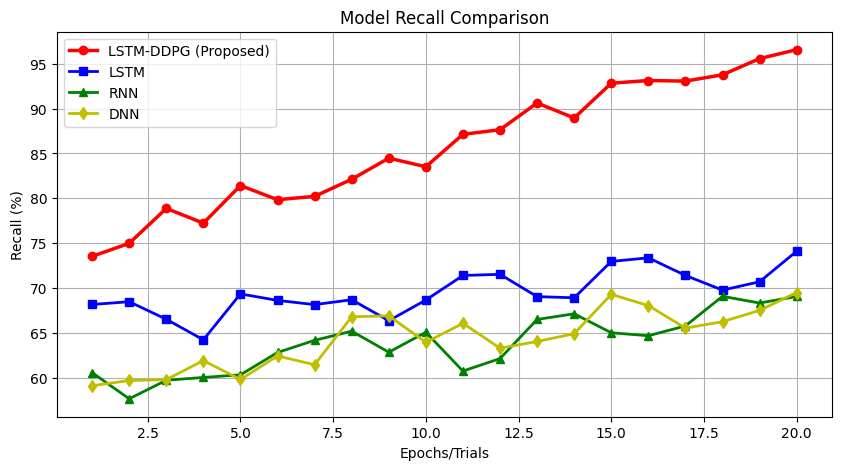 Model Recall Comparison
LSTM-DDPG (Proposed)
LSTM
RNN
DNN
Recall (%)
95
90
85
80
75
70
65
60
2.5 5.0 7.5 10.0 12.5 15.0 17.5 20.0
Epochs/Trials